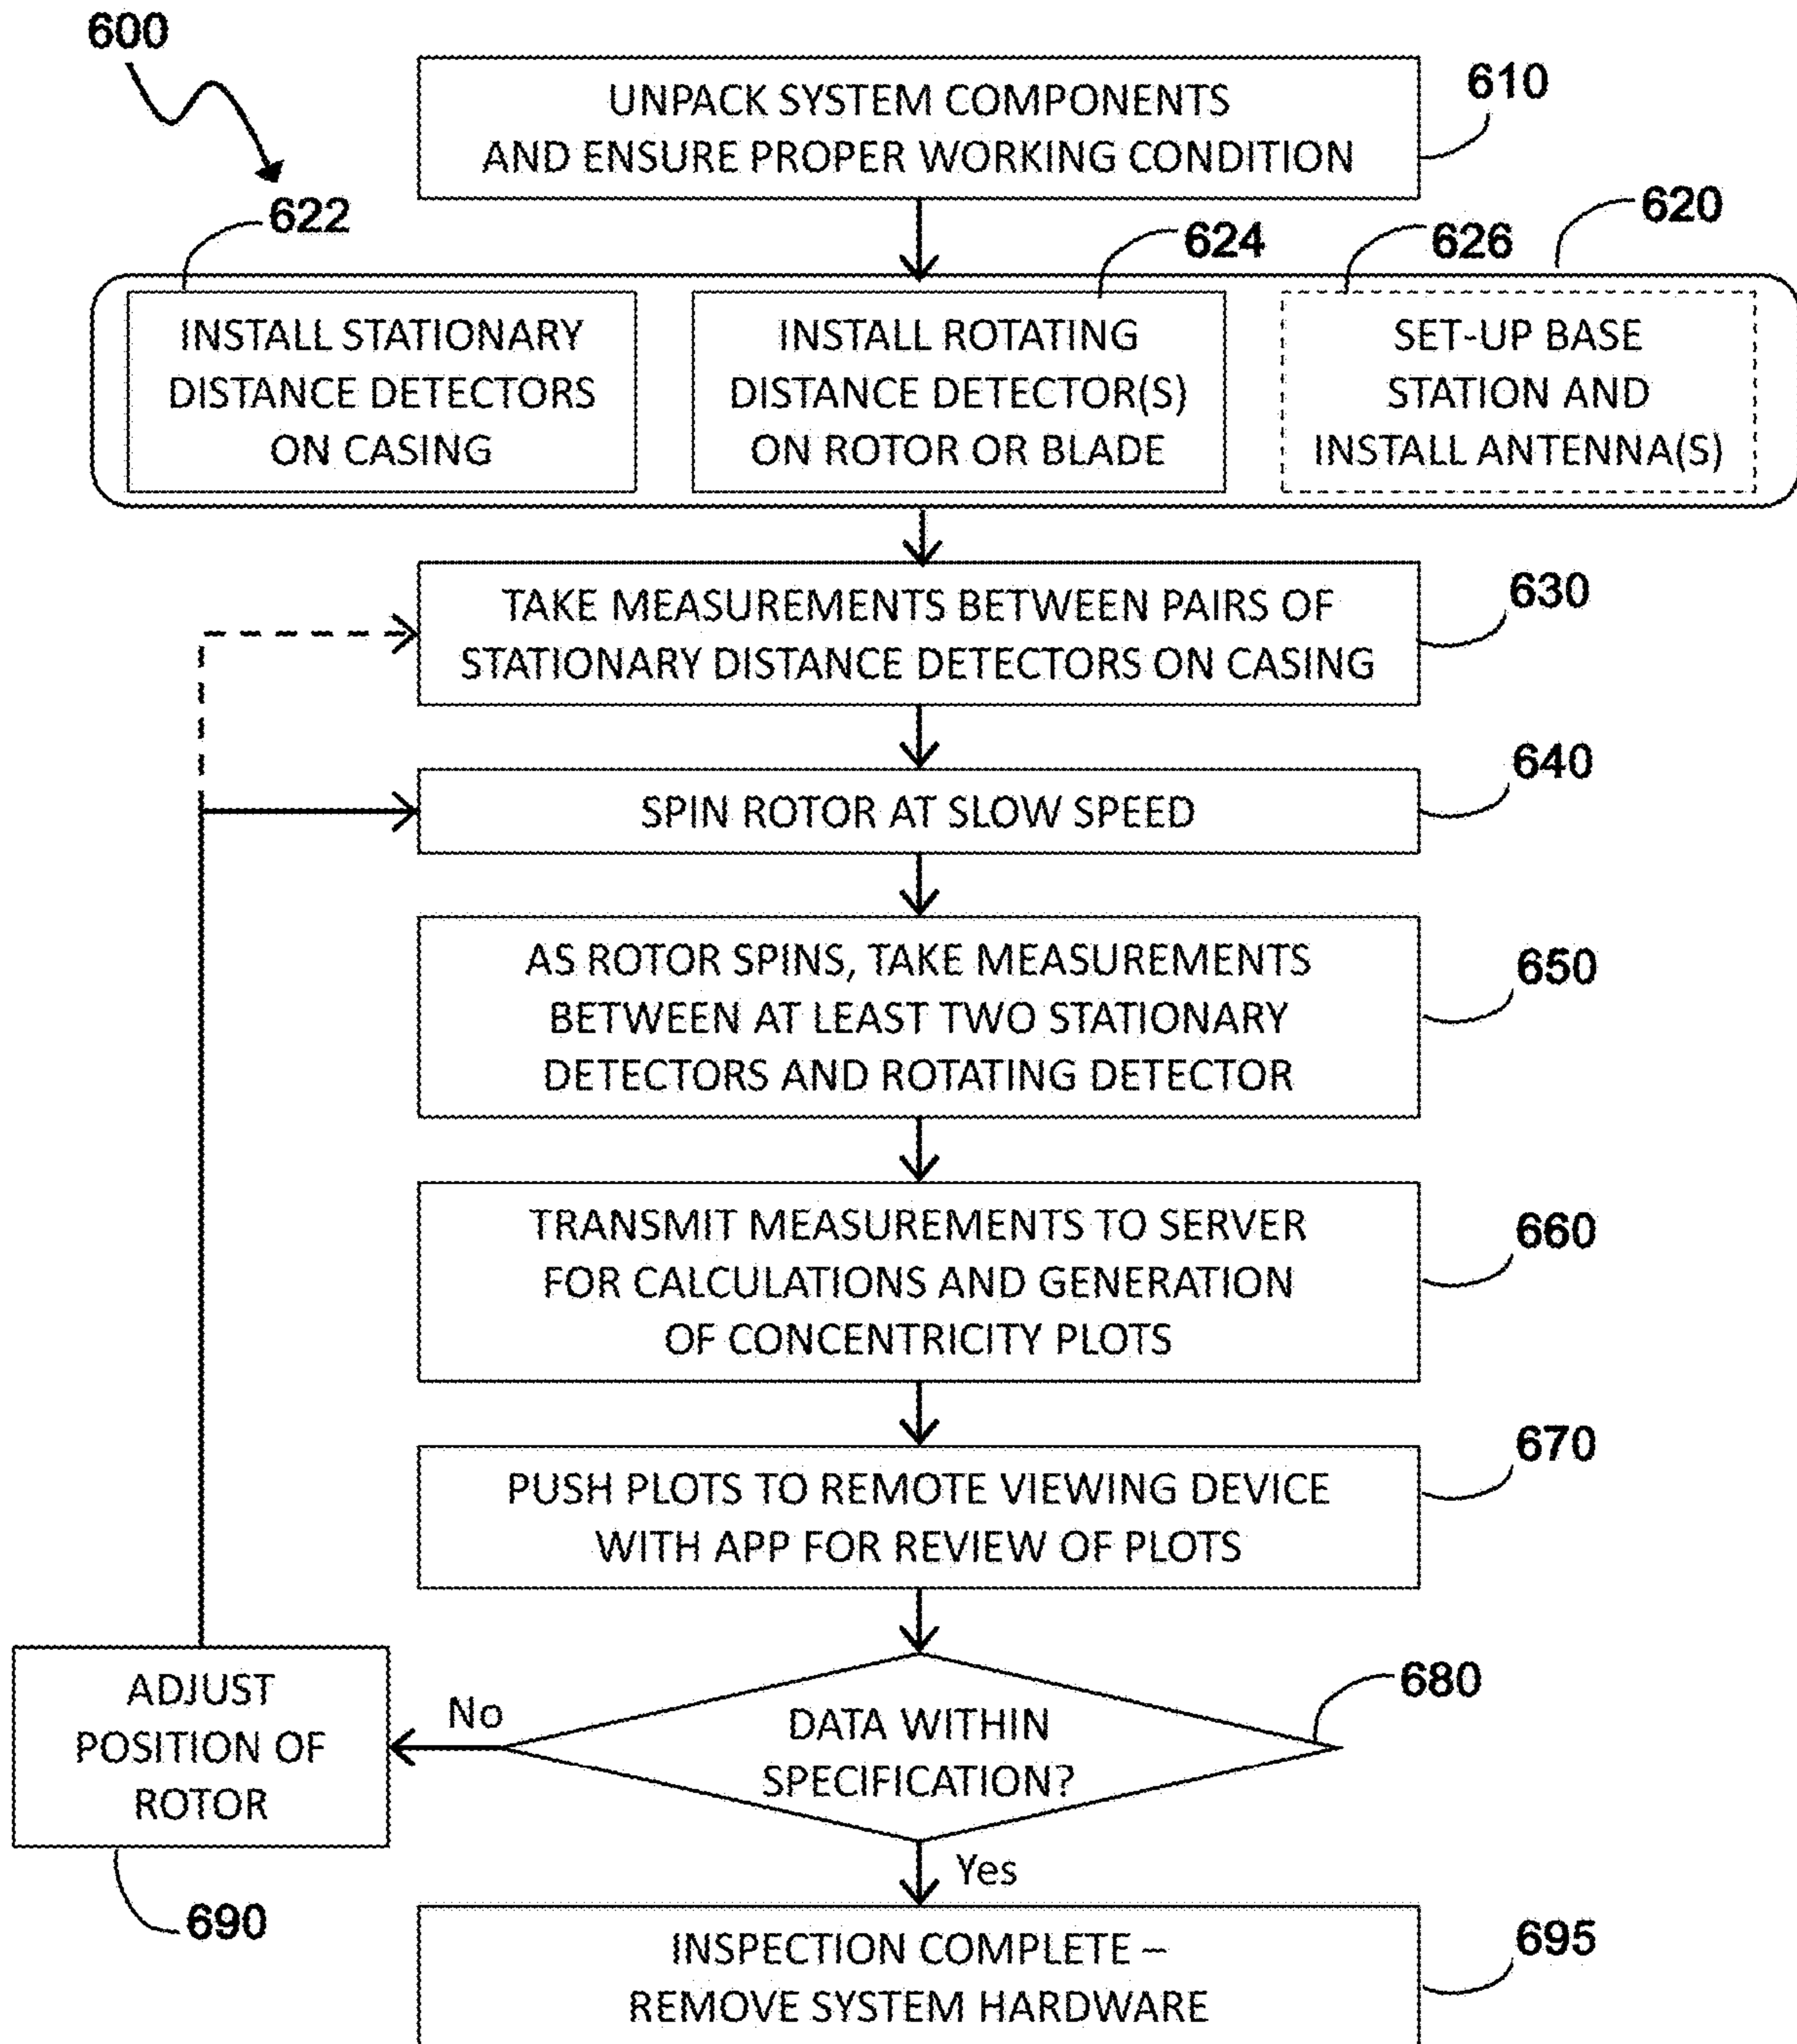 600
UNPACK SYSTEM COMPONENTS
AND ENSURE PROPER WORKING CONDITION
610
622
624
626
620
INSTALL STATIONARY
DISTANCE DETECTORS
ON CASING
INSTALL ROTATING
DISTANCE DETECTOR(S)
ON ROTOR OR BLADE
SET-UP BASE
STATION AND
INSTALL ANTENNA(S)
TAKE MEASUREMENTS BETWEEN PAIRS OF
STATIONARY DISTANCE DETECTORS ON CASING
630
SPIN ROTOR AT SLOW SPEED
640
AS ROTOR SPINS, TAKE MEASUREMENTS
BETWEEN AT LEAST TWO STATIONARY
DETECTORS AND ROTATING DETECTOR
650
TRANSMIT MEASUREMENTS TO SERVER
FOR CALCULATIONS AND GENERATION
OF CONCENTRICITY PLOTS
660
PUSH PLOTS TO REMOTE VIEWING DEVICE
WITH APP FOR REVIEW OF PLOTS
670
DATA WITHIN
SPECIFICATION?
680
No
ADJUST
POSITION OF
ROTOR
690
Yes
INSPECTION COMPLETE –
REMOVE SYSTEM HARDWARE
695